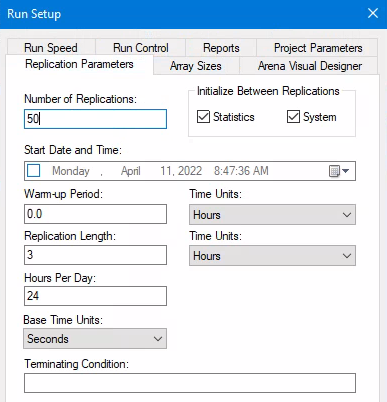 Run Setup
Run Speed Run Control Reports Project Parameters
Replication Parameters Array Sizes Arena Visual Designer
Number of Replications:
50
Initialize Between Replications
Statistics System
Start Date and Time:
Monday , April 11, 2022 8:47:36 AM
Warm-up Period: Time Units:
0.0 Hours
Replication Length: Time Units:
3 Hours
Hours Per Day:
24
Base Time Units:
Seconds
Terminating Condition: